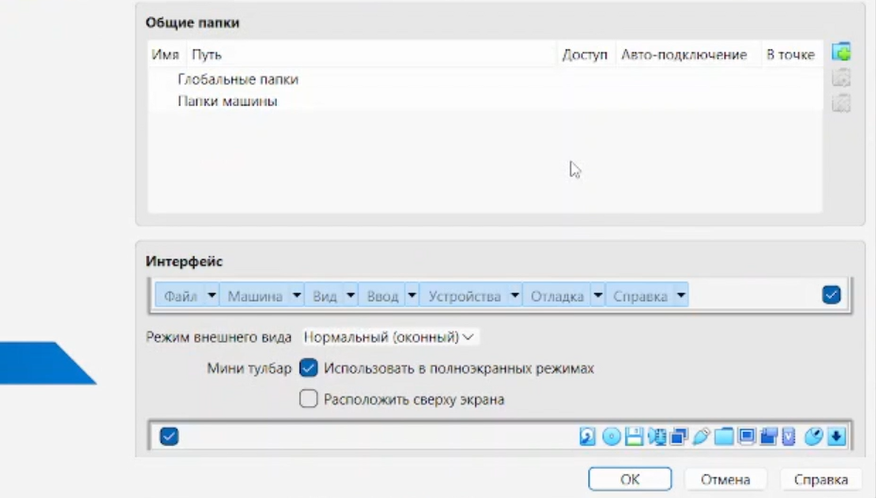 Общие папки
Имя Путь Доступ Авто-подключение В точке
Глобальные папки
Папки машины
Интерфейс
Файл Машина Вид Ввод Устройства Отладка Справка
Режим внешнего вида Нормальный (оконный)
Мини тулбар Использовать в полноэкранных режимах
Расположить сверху экрана
OK Отмена Справка